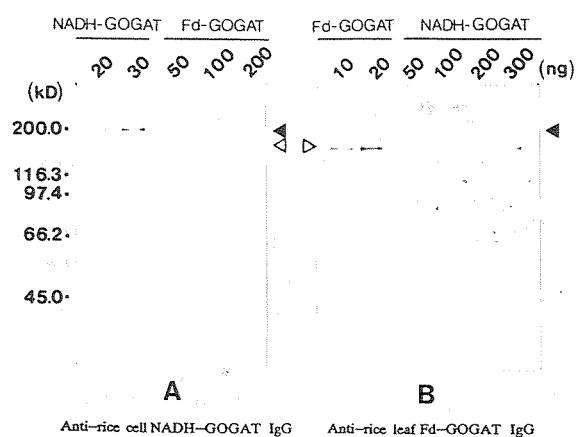 NADH-GOGAT Fd-GOGAT Fd-GOGAT NADH-GOGAT
20 30 50 100 200 10 20 50 100 200 300 (ng)
(kD)
200.0
116.3
97.4
66.2
45.0
A B
Anti-rice cell NADH-GOGAT IgG Anti-rice leaf Fd-GOGAT IgG